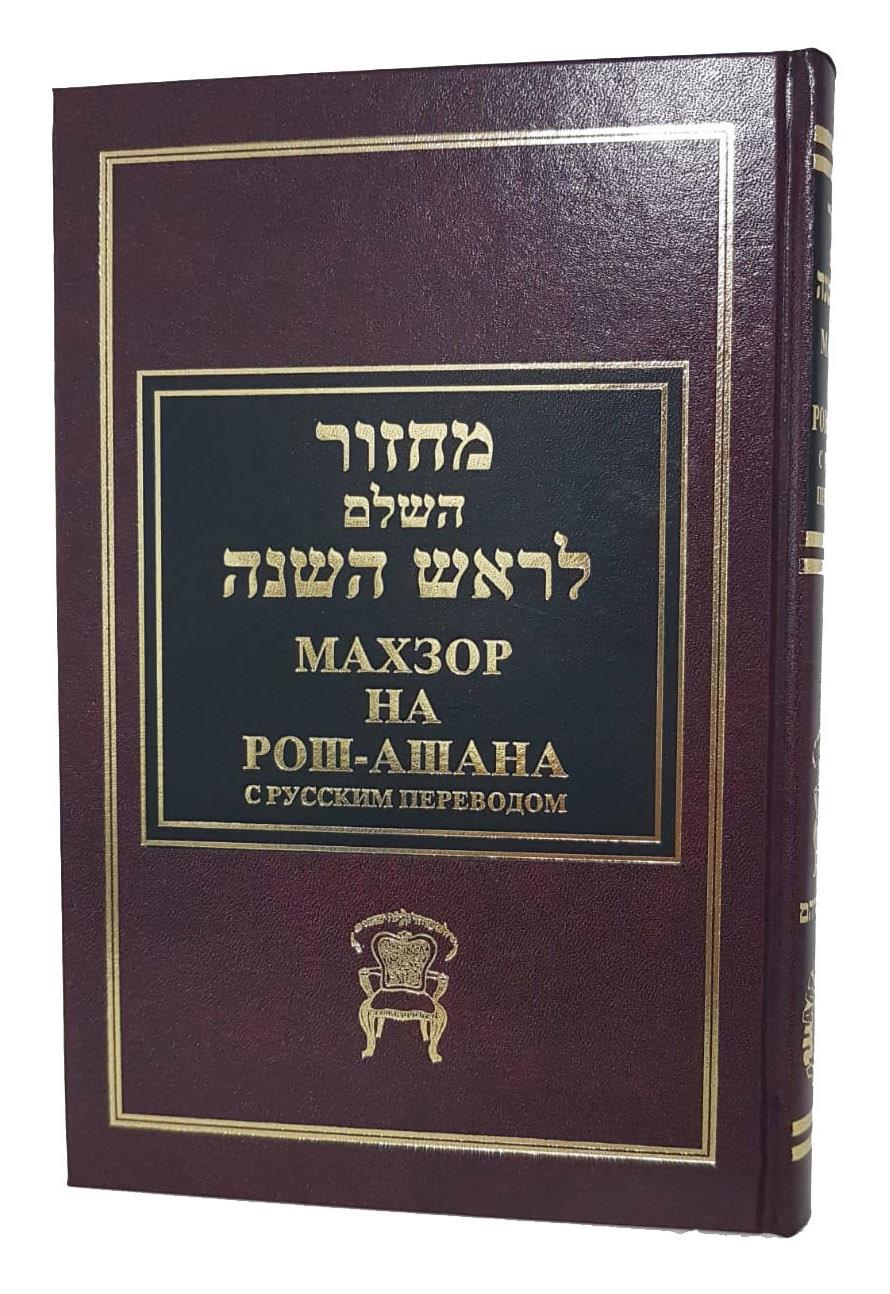 מחזור
השלם
לראש השנה
МАХЗОР
НА
РОШ-АШАНА
С РУССКИМ ПЕРЕВОДОМ